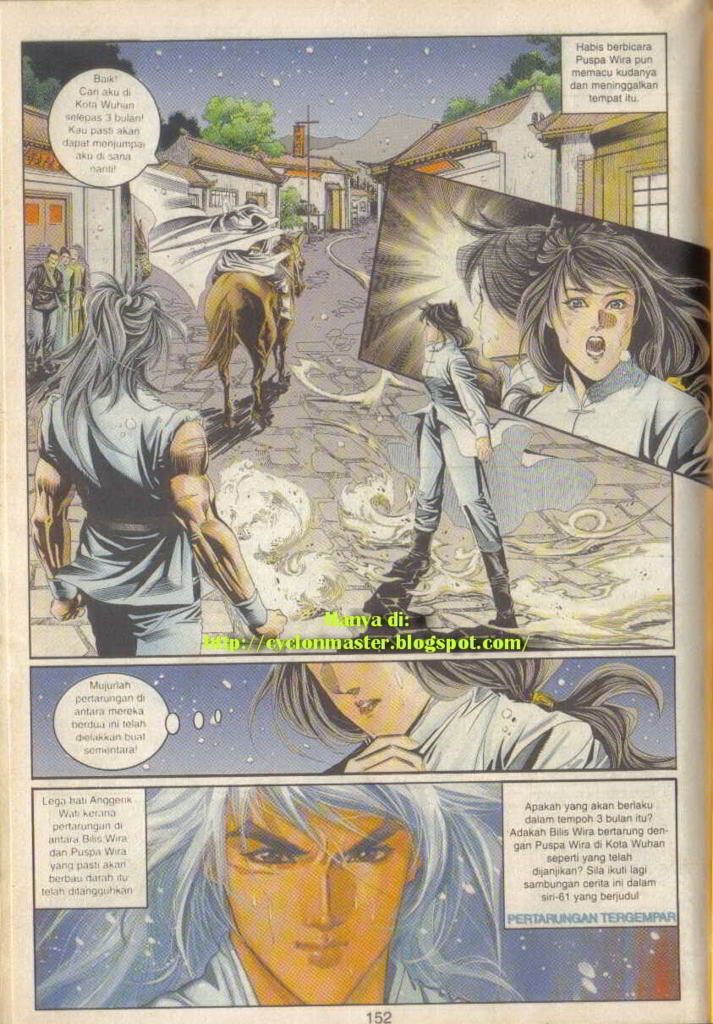 Baik!
Cari aku di
Kota Wuhan
selepas 3 bulan!
Kau pasti akan
dapat menjumpai
aku di sana
nanti!
Habis berbicara
Puspa Wira pun
memacu kudanya
dan meninggalkan
tempat itu.
Hanya di:
http://cyclonmaster.blogspot.com/
Mujurlah
pertarungan di
antara mereka
berdua ini telah
dielakkan buat
sementara!
Lega hati Anggerik
Wati kerana
pertarungan di
antara Bilis Wira
dan Puspa Wira
yang pasti akan
berbau darah itu
telah ditangguhkan
Apakah yang akan berlaku
dalam tempoh 3 bulan itu?
Adakah Bilis Wira bertarung den-
gan Puspa Wira di Kota Wuhan
seperti yang telah
dijanjikan? Sila ikuti lagi
sambungan cerita ini dalam
siri-61 yang berjudul
PERTARUNGAN TERGEMPAR
152